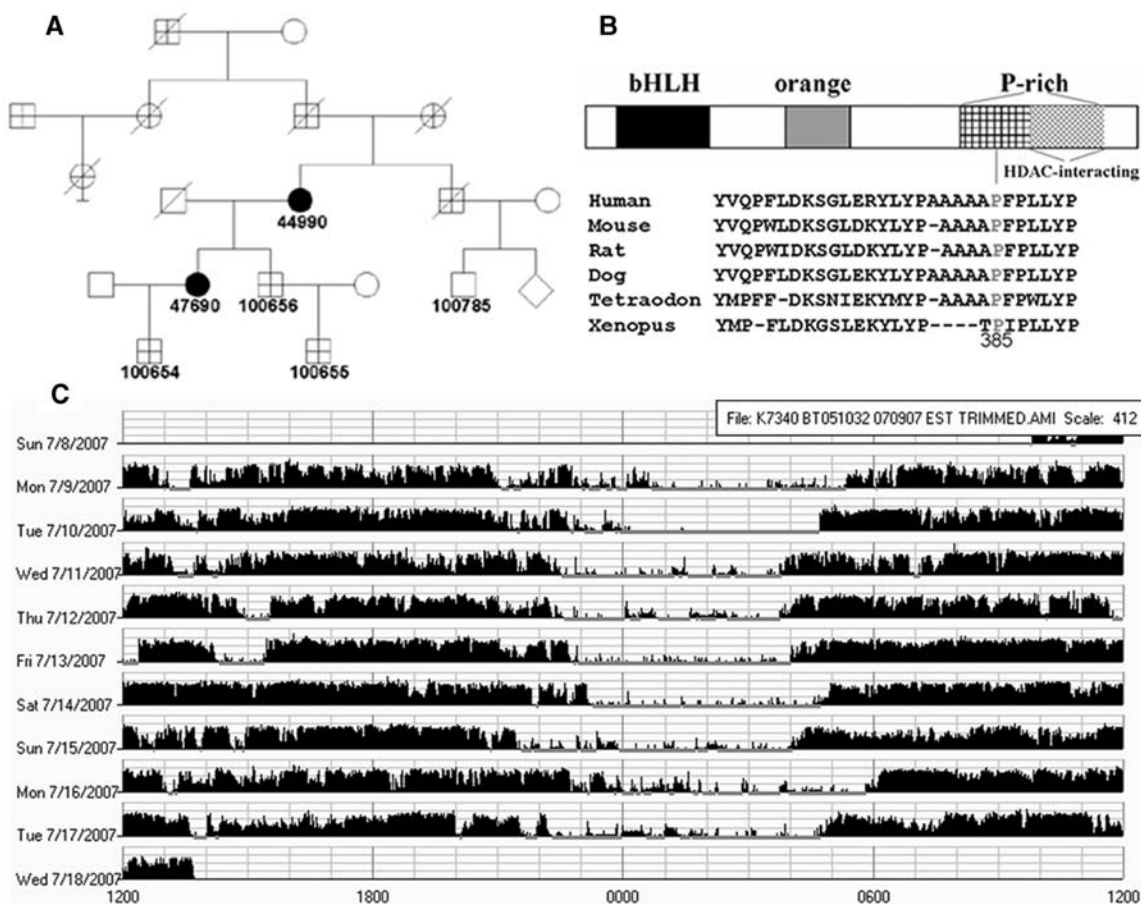 A
44990
47690
100656
100785
100654
100655
B
bHLH orange P-rich
HDAC-interacting
Human YVQPFLDKSGLERYLYPAAAAAPFPLLYP
Mouse YVQPWLDKSGLDKYLYP-AAAAPFPLLYP
Rat YVQPWIDKSGLDKYLYP-AAAAPFPLLYP
Dog YVQPFLDKSGLEKYLYPAAAAAPFPLLYP
Tetraodon YMPFF-DKSNIEKYMYP-AAAAPFPWLYP
Xenopus YMP-FLDKGSLEKYLYP----TPIPLLYP
385
C
File: K7340 BT051032 070907 EST TRIMMED.AMI Scale: 412
Sun 7/8/2007
Mon 7/9/2007
Tue 7/10/2007
Wed 7/11/2007
Thu 7/12/2007
Fri 7/13/2007
Sat 7/14/2007
Sun 7/15/2007
Mon 7/16/2007
Tue 7/17/2007
Wed 7/18/2007
1200 1800 0000 0600 1200